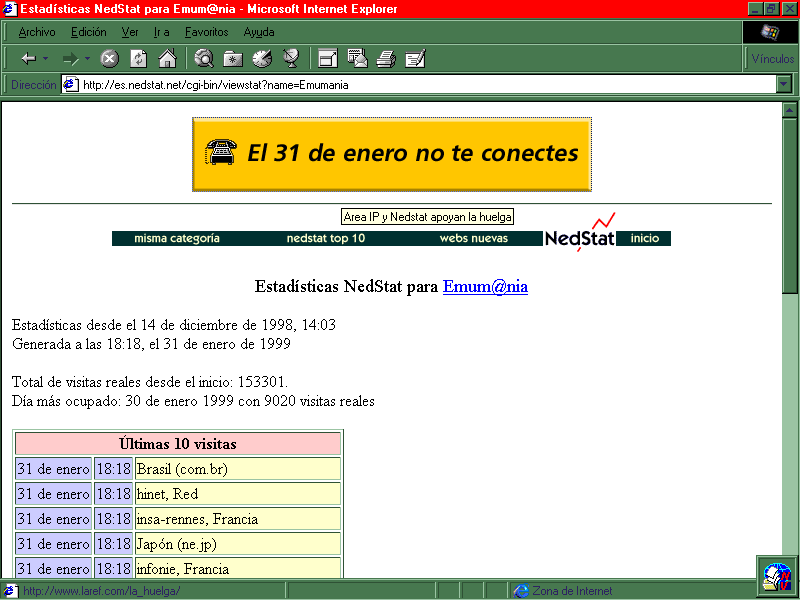 Estadísticas NedStat para Emum@nia - Microsoft Internet Explorer
Archivo Edición Ver Ir a Favoritos Ayuda
Vínculos
Dirección http://es.nedstat.net/cgi-bin/viewstat?name=Emumania
El 31 de enero no te conectes
Area IP y Nedstat apoyan la huelga
misma categoría nedstat top 10 webs nuevas NedStat inicio
Estadísticas NedStat para Emum@nia
Estadísticas desde el 14 de diciembre de 1998, 14:03
Generada a las 18:18, el 31 de enero de 1999
Total de visitas reales desde el inicio: 153301.
Día más ocupado: 30 de enero 1999 con 9020 visitas reales
Últimas 10 visitas
31 de enero 18:18 Brasil (com.br)
31 de enero 18:18 hinet, Red
31 de enero 18:18 insa-rennes, Francia
31 de enero 18:18 Japón (ne.jp)
31 de enero 18:18 infonie, Francia
http://www.laref.com/la_huelga/ Zona de Internet